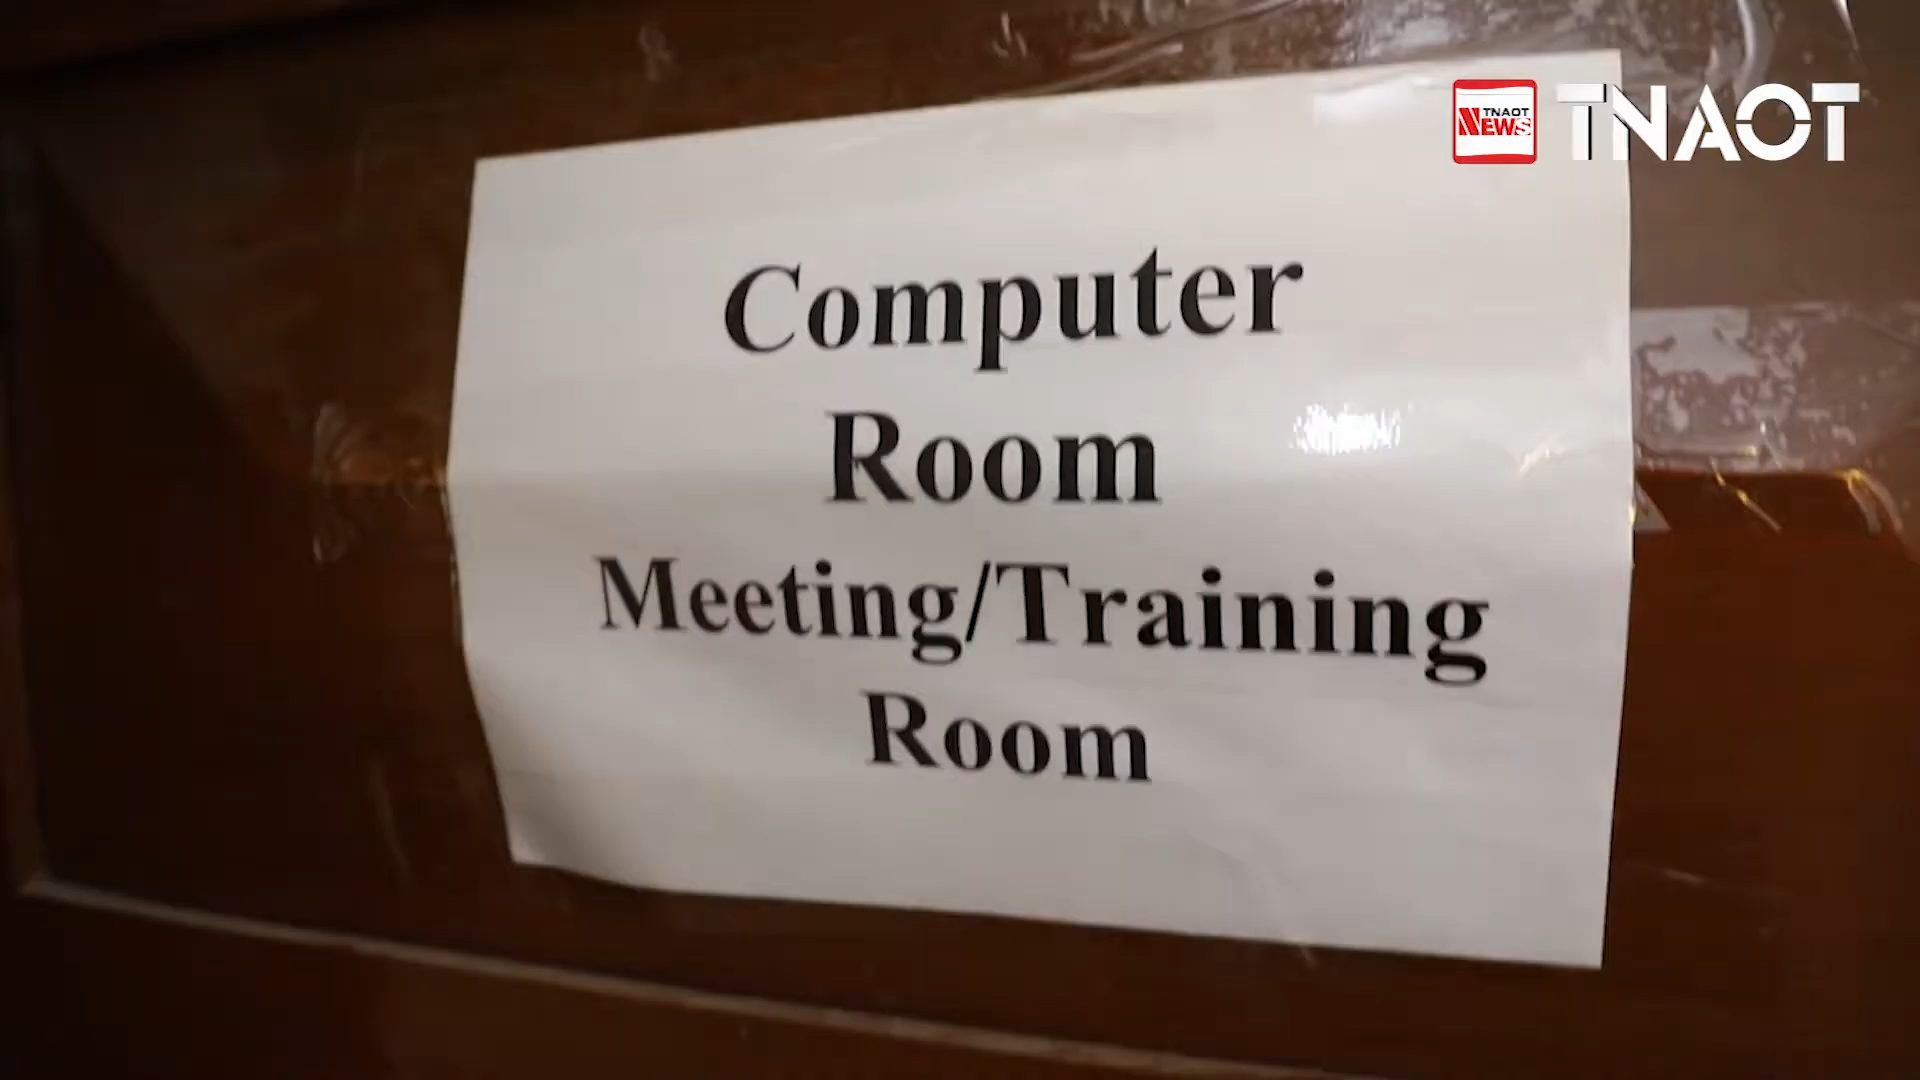 TNAOT
NEWS
TNAOT
Computer
Room
Meeting/Training
Room